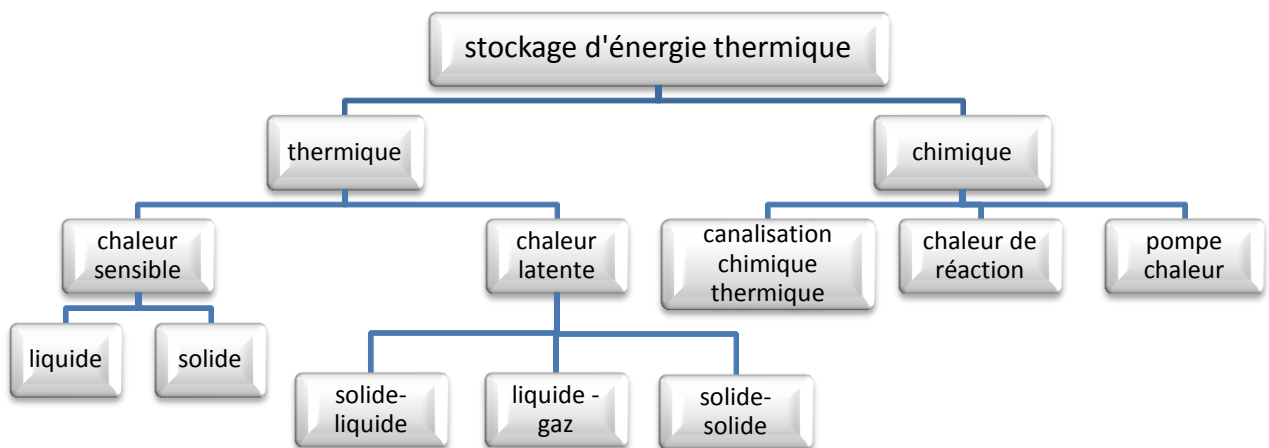 stockage d'énergie thermique
thermique
chimique
chaleur
sensible
chaleur
latente
canalisation
chimique
thermique
chaleur de
réaction
pompe
chaleur
liquide
solide
solide-
liquide
liquide -
gaz
solide-
solide